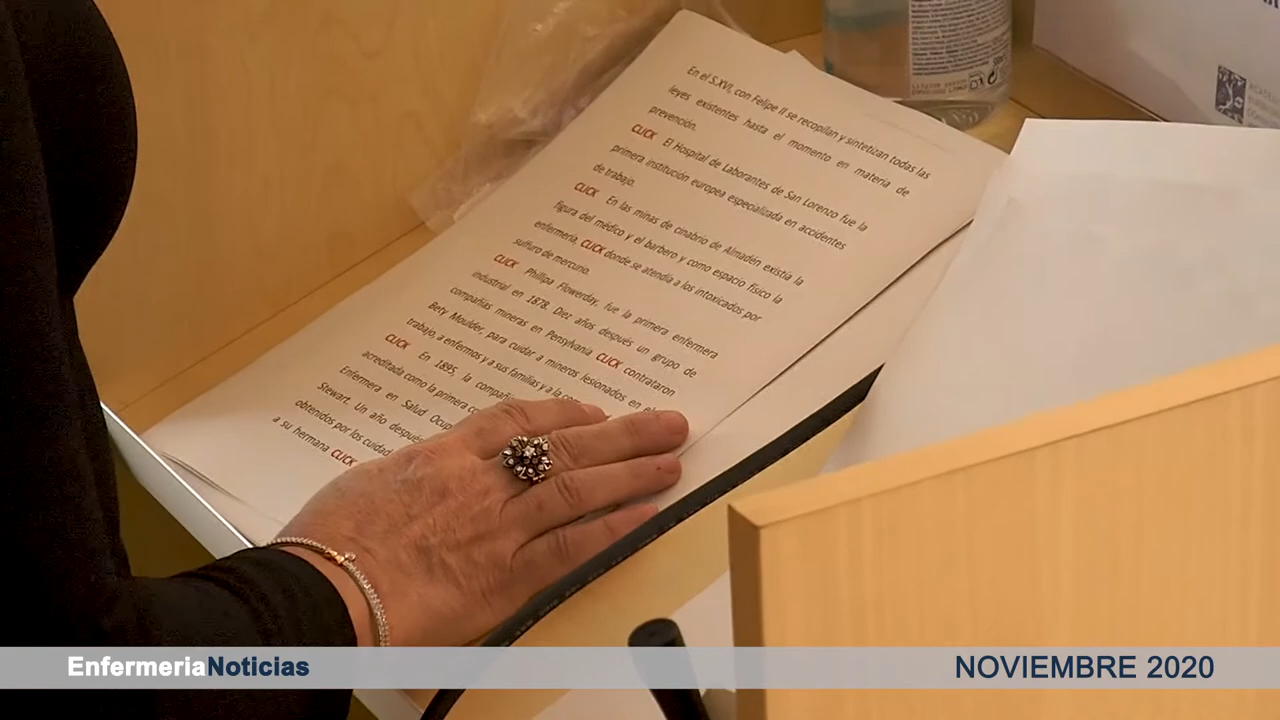 En el S.XVI, con Felipe II se recopilan y sintetizan todas las
leyes existentes hasta el momento en materia de
prevención.
CLICK El Hospital de Laborantes de San Lorenzo fue la
primera institución europea especializada en accidentes
de trabajo.
CLICK En las minas de cinabrio de Almadén existía la
figura del médico y el barbero y como espacio físico la
enfermería, CLICK donde se atendía a los intoxicados por
sulfuro de mercurio.
CLICK Phillipa Flowerday, fue la primera enfermera
industrial en 1878. Diez años después un grupo de
compañías mineras en Pensylvania CLICK contrataron
Bety Moulder, para cuidar a mineros lesionados en el
trabajo, a enfermos y a sus familias y a la
CLICK En 1895, la
acreditada como la primera
Enfermera en Salud
Stewart. Un año después
obtenidos por los
a su hermana CLICK
EnfermeriaNoticias
NOVIEMBRE 2020